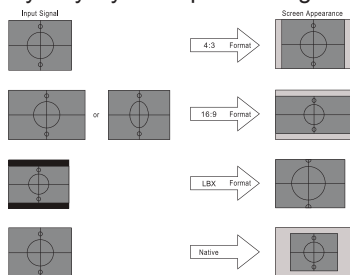 Input Signal
Screen Appearance
4:3 Format
or
16:9 Format
LBX Format
Native